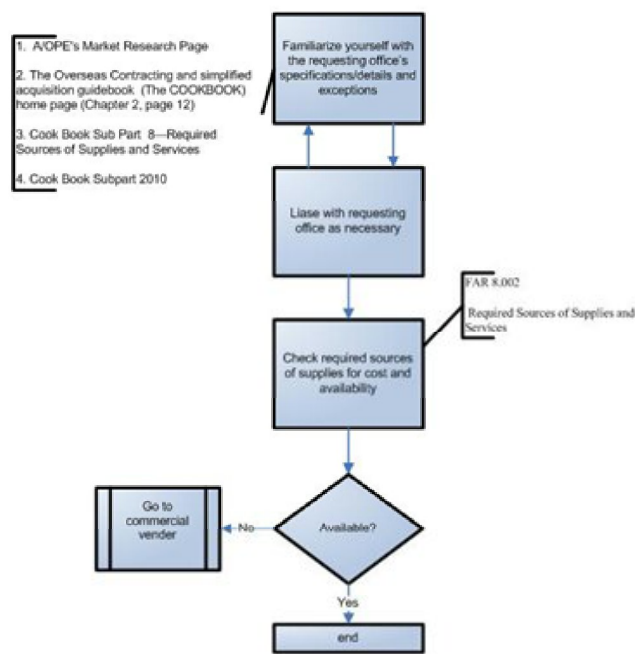 1. A/OPE's Market Research Page
2. The Overseas Contracting and simplified
acquisition guidebook (The COOKBOOK)
home page (Chapter 2, page 12)
3. Cook Book Sub Part 8—Required
Sources of Supplies and Services
4. Cook Book Subpart 2010
Familiarize yourself with
the requesting office's
specifications/details and
exceptions
Liase with requesting
office as necessary
FAR 8.002
Required Sources of Supplies and
Services
Check required sources
of supplies for cost and
availability
Available?
No
Go to
commercial
vender
Yes
end